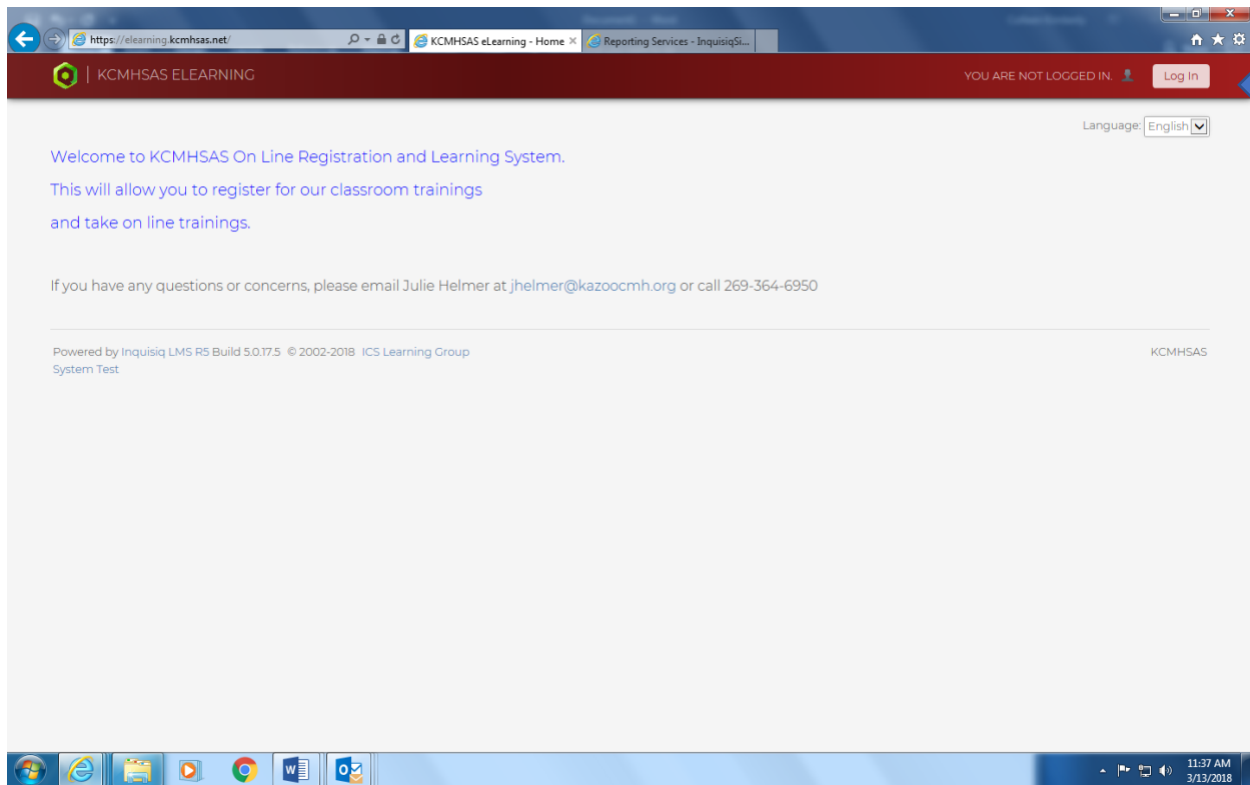 https://elearning.kcmhsas.net/
KCMHSAS eLearning - Home
Reporting Services - InquisiqSi...
KCMHSAS ELEARNING
YOU ARE NOT LOGGED IN.
Log In
Language: English
Welcome to KCMHSAS On Line Registration and Learning System.
This will allow you to register for our classroom trainings
and take on line trainings.
If you have any questions or concerns, please email Julie Helmer at jhelmer@kazoocmh.org or call 269-364-6950
Powered by Inquisiq LMS R5 Build 5.0.17.5 © 2002-2018 ICS Learning Group
KCMHSAS
System Test
11:37 AM
3/13/2018